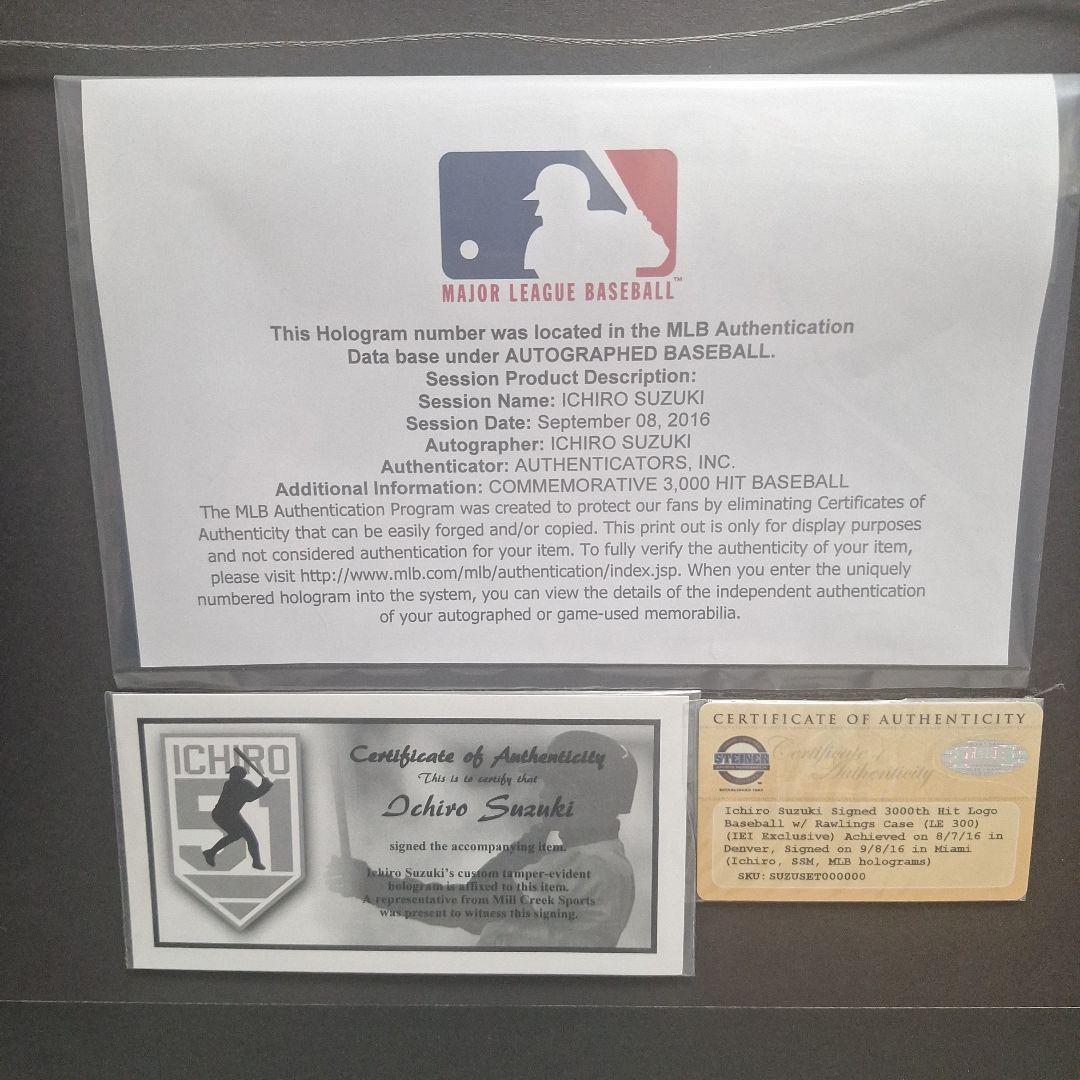 MAJOR LEAGUE BASEBALL™
This Hologram number was located in the MLB Authentication
Data base under AUTOGRAPHED BASEBALL.
Session Product Description:
Session Name: ICHIRO SUZUKI
Session Date: September 08, 2016
Autographer: ICHIRO SUZUKI
Authenticator: AUTHENTICATORS, INC.
Additional Information: COMMEMORATIVE 3,000 HIT BASEBALL
The MLB Authentication Program was created to protect our fans by eliminating Certificates of
Authenticity that can be easily forged and/or copied. This print out is only for display purposes
and not considered authentication for your item. To fully verify the authenticity of your item,
please visit http://www.mlb.com/mlb/authentication/index.jsp. When you enter the uniquely
numbered hologram into the system, you can view the details of the independent authentication
of your autographed or game-used memorabilia.
ICHIRO
51
Certificate of Authenticity
This is to certify that
Ichiro Suzuki
signed the accompanying item.
Ichiro Suzuki's custom tamper-evident
hologram is affixed to this item.
A representative from Mill Creek Sports
was present to witness this signing.
CERTIFICATE OF AUTHENTICITY
STEINER
Certificate of
Authenticity
Ichiro Suzuki Signed 3000th Hit Logo
Baseball w/ Rawlings Case (LE 300)
(IEI Exclusive) Achieved on 8/7/16 in
Denver, Signed on 9/8/16 in Miami
(Ichiro, SSM, MLB holograms)
SKU: SUZUSET000000